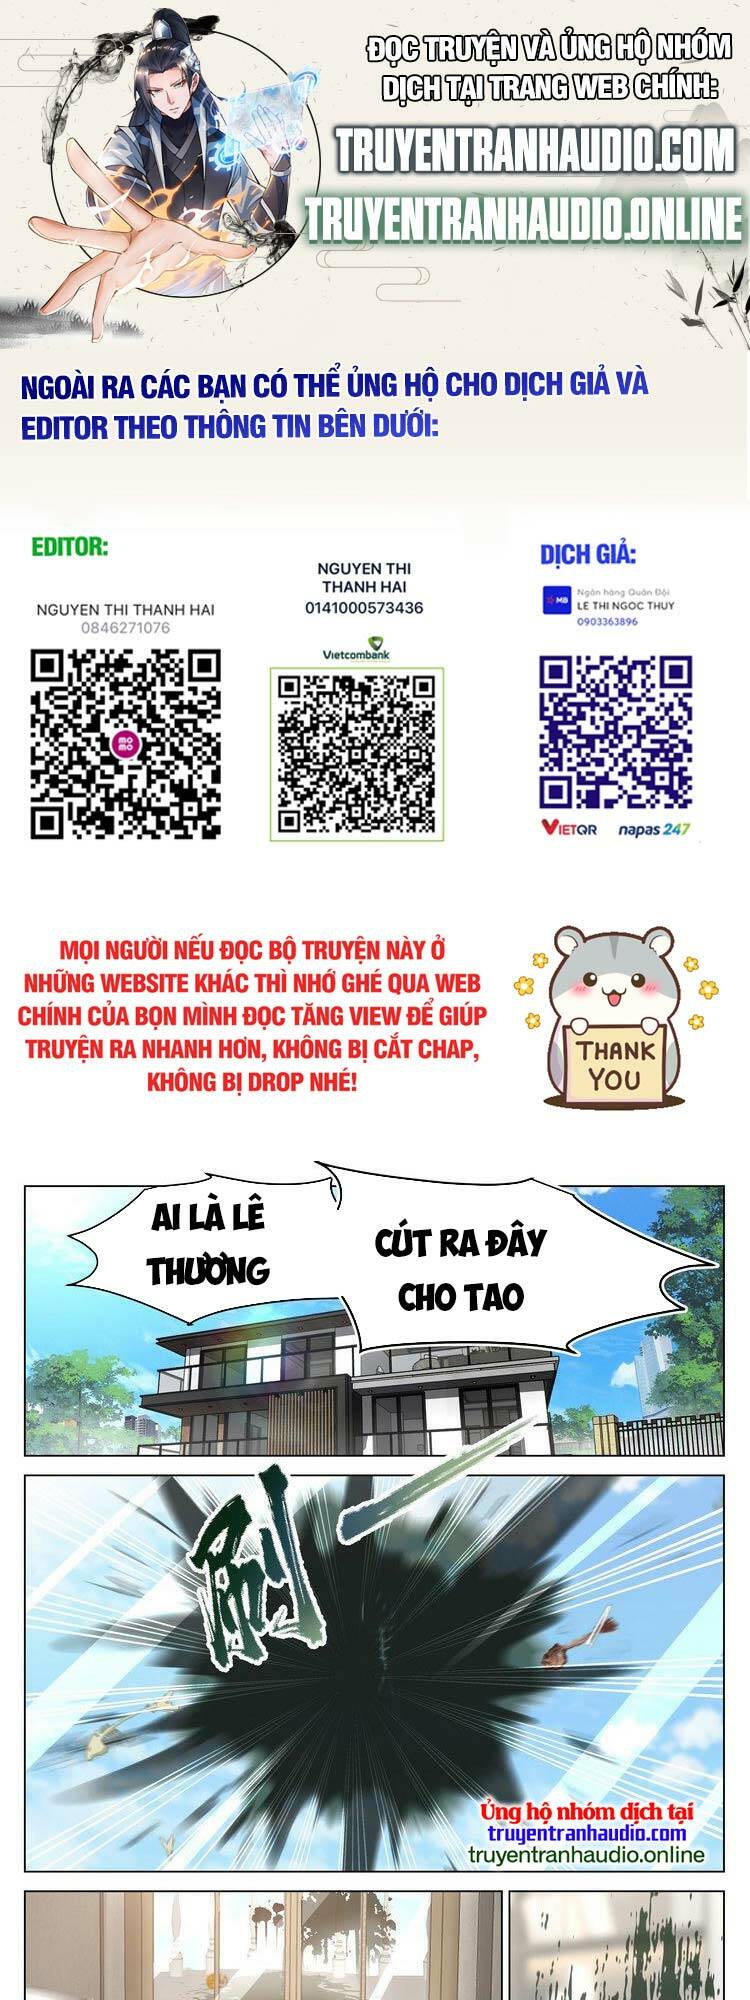 ĐỌC TRUYỆN VÀ ỦNG HỘ NHÓM
DỊCH TẠI TRANG WEB CHÍNH:
TRUYENTRANHAUDIO.COM
TRUYENTRANHAUDIO.ONLINE
NGOÀI RA CÁC BẠN CÓ THỂ ỦNG HỘ CHO DỊCH GIẢ VÀ
EDITOR THEO THÔNG TIN BÊN DƯỚI:
EDITOR:
NGUYEN THI THANH HAI
0846271076
mo
mo
NGUYEN THI
THANH HAI
0141000573436
Vietcombank
DỊCH GIẢ:
MB
Ngân hàng Quân Đội
LE THI NGOC THUY
0903363896
VIETQR
napas 247
MỌI NGƯỜI NẾU ĐỌC BỘ TRUYỆN NÀY Ở
NHỮNG WEBSITE KHÁC THÌ NHỚ GHÉ QUA WEB
CHÍNH CỦA BỌN MÌNH ĐỌC TĂNG VIEW ĐỂ GIÚP
TRUYỆN RA NHANH HƠN, KHÔNG BỊ CẮT CHAP,
KHÔNG BỊ DROP NHÉ!
THANK
YOU
AI LÀ LÊ
THƯƠNG
CÚT RA ĐÂY
CHO TAO
刷
Ủng hộ nhóm dịch tại
truyentranhaudio.com
truyentranhaudio.online